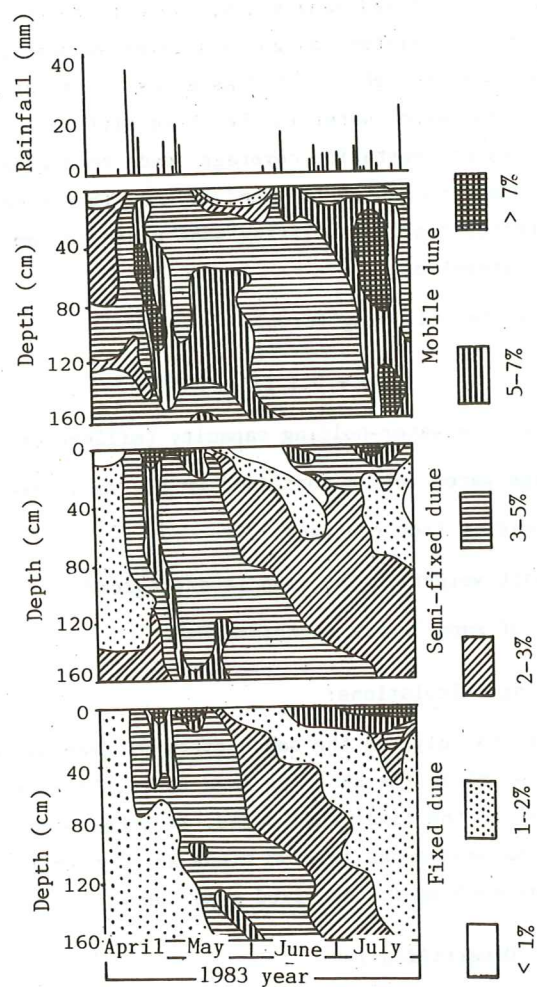 Rainfall (mm)
40
20
0
Depth (cm)
0
40
80
120
160
Mobile dune
Depth (cm)
0
40
80
120
160
Semi-fixed dune
Depth (cm)
0
40
80
120
160
April
May
June
July
1983 year
Fixed dune
< 1%
1-2%
2-3%
3-5%
5-7%
> 7%